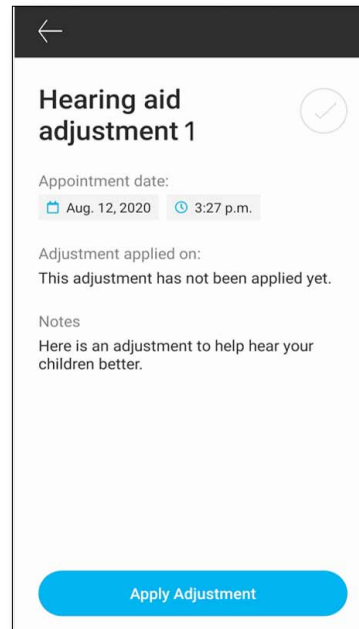 Hearing aid
adjustment 1
Appointment date:
Aug. 12, 2020 3:27 p.m.
Adjustment applied on:
This adjustment has not been applied yet.
Notes
Here is an adjustment to help hear your
children better.
Apply Adjustment